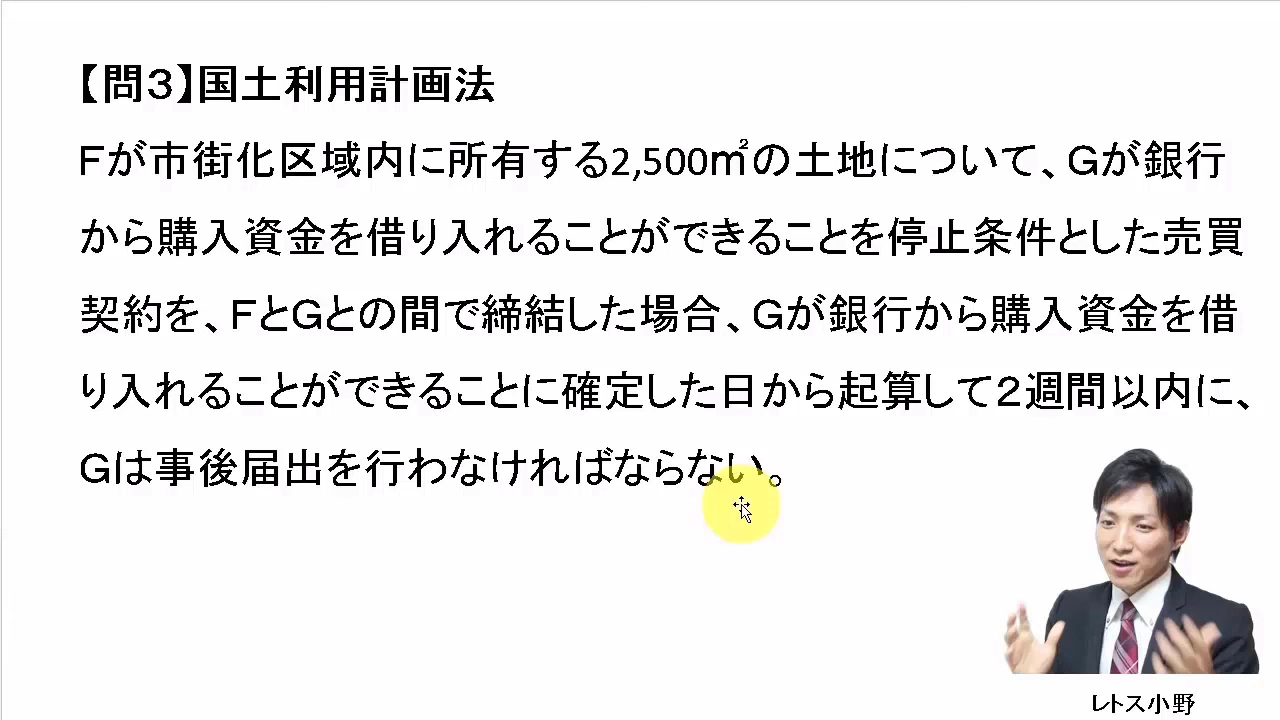 【問３】国土利用計画法
Ｆが市街化区域内に所有する2,500㎡の土地について、Ｇが銀行
から購入資金を借り入れることができることを停止条件とした売買
契約を、ＦとＧとの間で締結した場合、Ｇが銀行から購入資金を借
り入れることができることに確定した日から起算して２週間以内に、
Ｇは事後届出を行わなければならない。
レトス小野